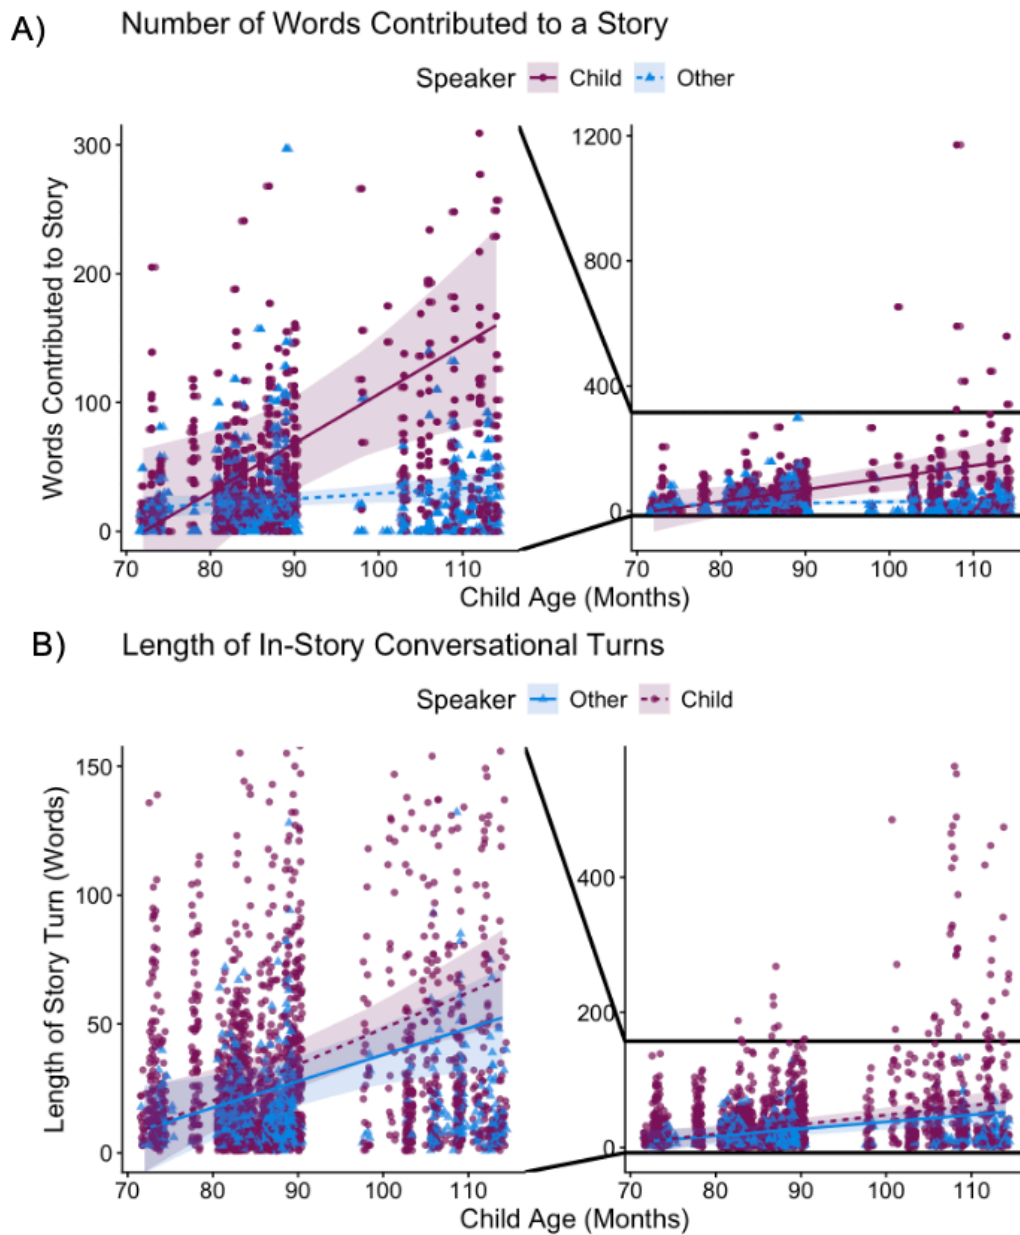 A) Number of Words Contributed to a Story
Speaker Child Other
Words Contributed to Story
300
200
100
0
70 80 90 100 110
1200
800
400
0
70 80 90 100 110
Child Age (Months)
B) Length of In-Story Conversational Turns
Speaker Other Child
Length of Story Turn (Words)
150
100
50
0
70 80 90 100 110
400
200
0
70 80 90 100 110
Child Age (Months)